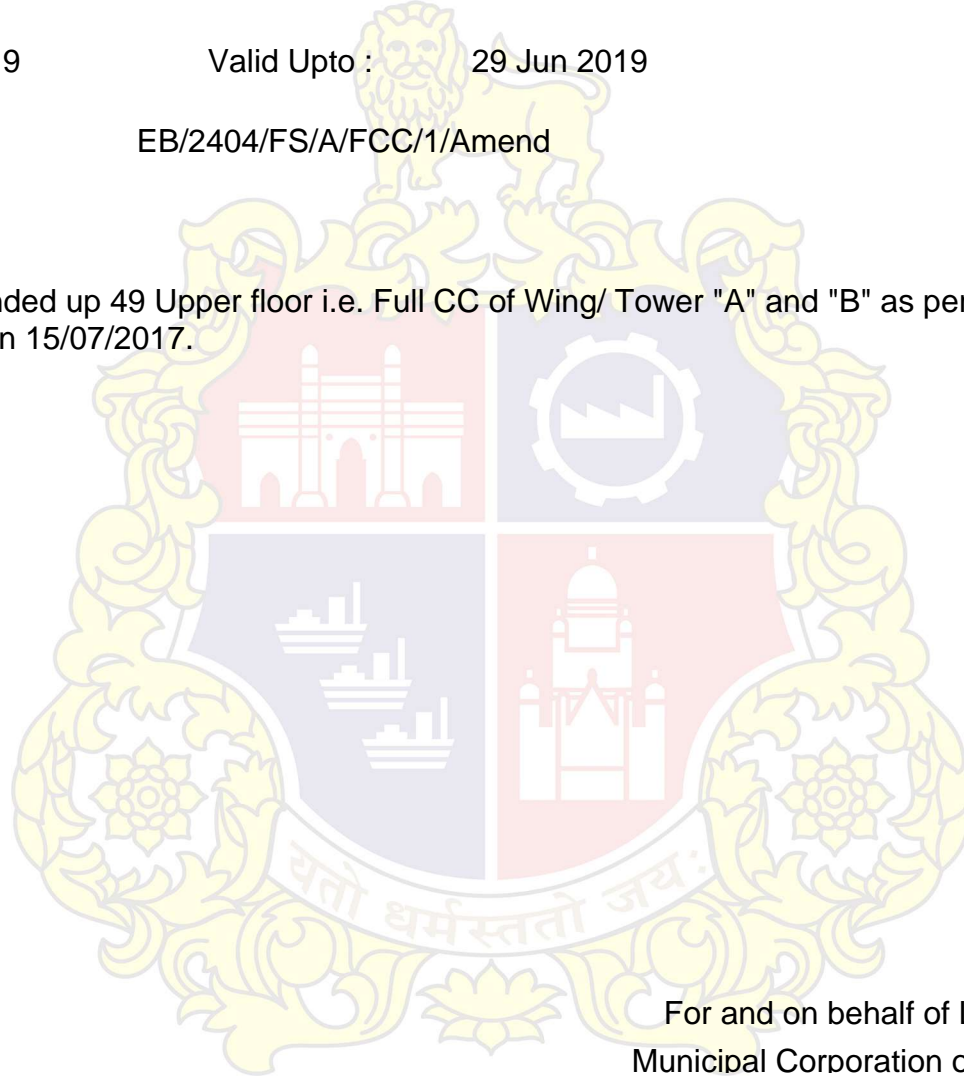 9 Valid Upto : 29 Jun 2019
EB/2404/FS/A/FCC/1/Amend
nded up 49 Upper floor i.e. Full CC of Wing/ Tower "A" and "B" as per
n 15/07/2017.
यतो धर्मस्ततो जय:
For and on behalf of
Municipal Corporation o